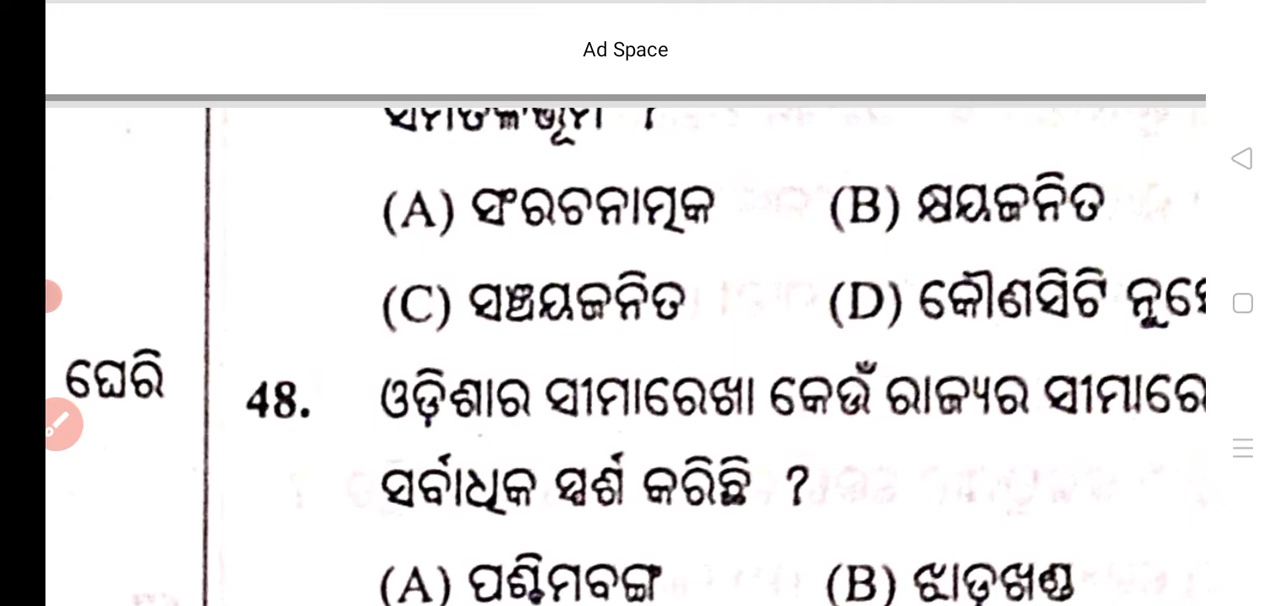 Ad Space
(A) ସଂରଚନାତ୍ମକ (B) କ୍ଷୟଜନିତ
(C) ସଞ୍ଚୟଜନିତ (D) କୌଣସିଟି
ଘେରି
48. ଓଡ଼ିଶାର ସୀମାରେଖା କେଉଁ ରାଜ୍ୟର
ସର୍ବାଧିକ ସ୍ପର୍ଶ କରିଛି ?
(A) ପଶ୍ଚିମବଙ୍ଗ (B) ଝାଡ଼ଖଣ୍ଡ